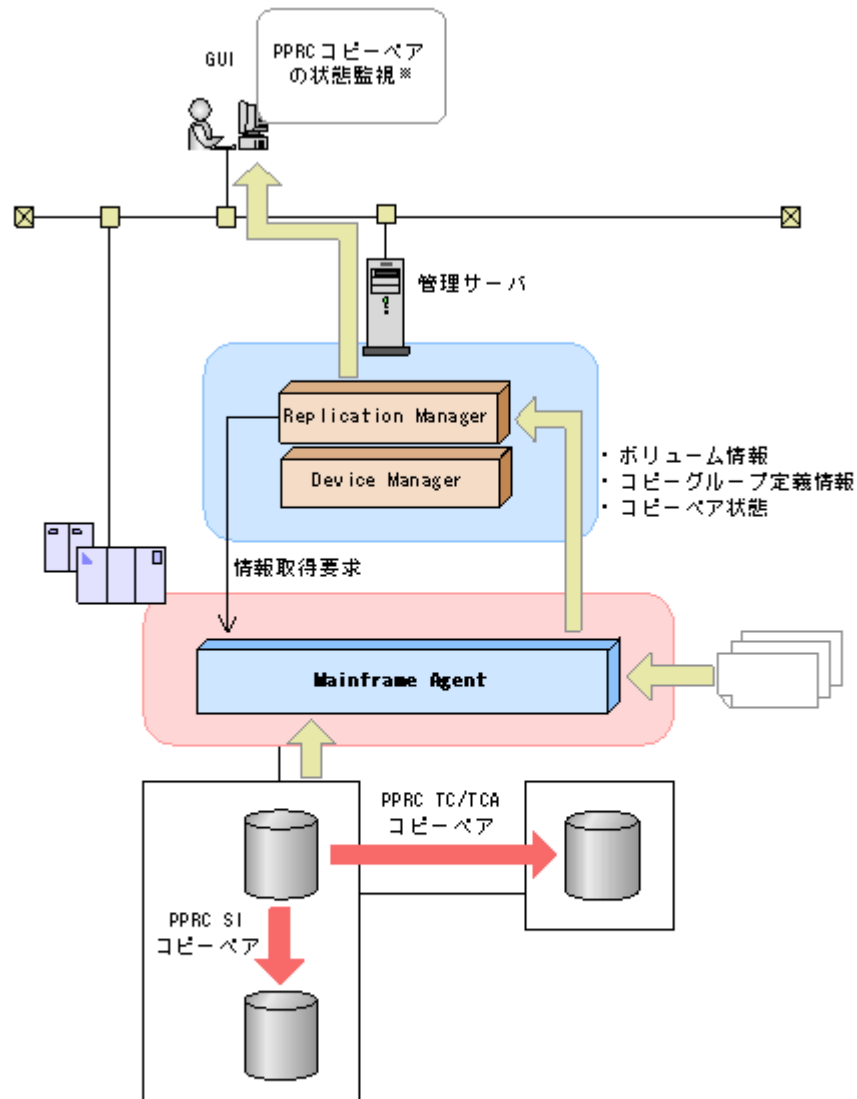 GUI
PPRCコピーペア
の状態監視※
管理サーバ
Replication Manager
Device Manager
・ボリューム情報
・コピーグループ定義情報
・コピーペア状態
情報取得要求
Mainframe Agent
PPRC TC/TCA
コピーペア
PPRC SI
コピーペア